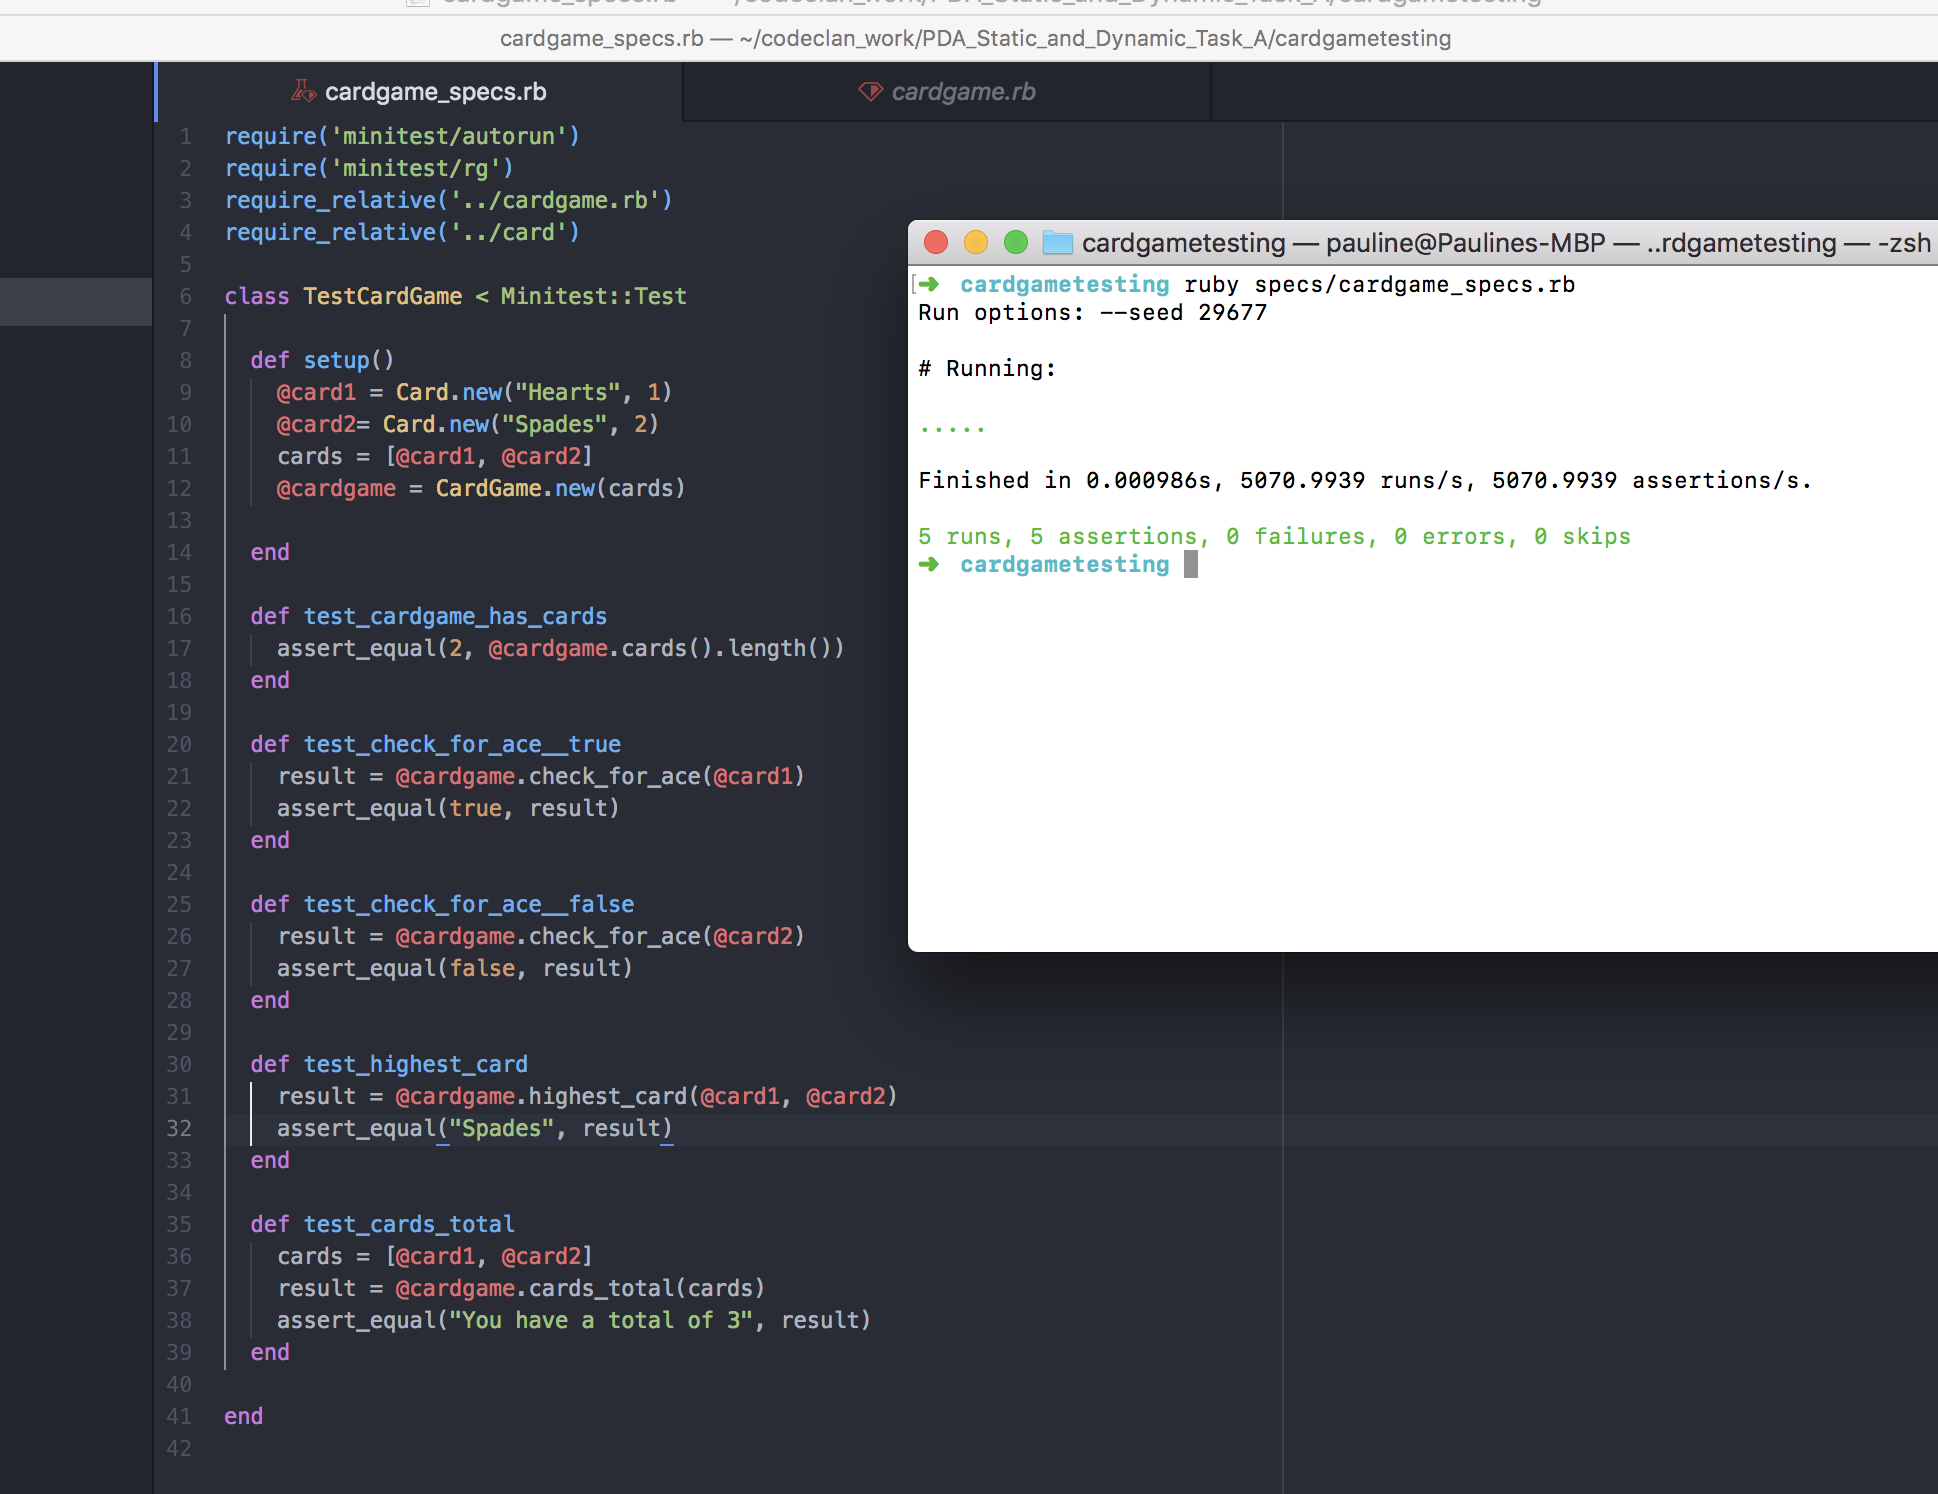 cardgame_specs.rb — ~/codeclan_work/PDA_Static_and_Dynamic_Task_A/cardgametesting
cardgame_specs.rb — ~/codeclan_work/PDA_Static_and_Dynamic_Task_A/cardgametesting
cardgame_specs.rb
cardgame.rb
1 require('minitest/autorun')
2 require('minitest/rg')
3 require_relative('../cardgame.rb')
4 require_relative('../card')
5
6 class TestCardGame < Minitest::Test
7
8 def setup()
9 @card1 = Card.new("Hearts", 1)
10 @card2= Card.new("Spades", 2)
11 cards = [@card1, @card2]
12 @cardgame = CardGame.new(cards)
13
14 end
15
16 def test_cardgame_has_cards
17 assert_equal(2, @cardgame.cards().length())
18 end
19
20 def test_check_for_ace__true
21 result = @cardgame.check_for_ace(@card1)
22 assert_equal(true, result)
23 end
24
25 def test_check_for_ace__false
26 result = @cardgame.check_for_ace(@card2)
27 assert_equal(false, result)
28 end
29
30 def test_highest_card
31 result = @cardgame.highest_card(@card1, @card2)
32 assert_equal("Spades", result)
33 end
34
35 def test_cards_total
36 cards = [@card1, @card2]
37 result = @cardgame.cards_total(cards)
38 assert_equal("You have a total of 3", result)
39 end
40
41 end
42
cardgametesting — pauline@Paulines-MBP — ..rdgametesting — -zsh
[➜ cardgametesting ruby specs/cardgame_specs.rb
Run options: --seed 29677
# Running:
.....
Finished in 0.000986s, 5070.9939 runs/s, 5070.9939 assertions/s.
5 runs, 5 assertions, 0 failures, 0 errors, 0 skips
➜ cardgametesting